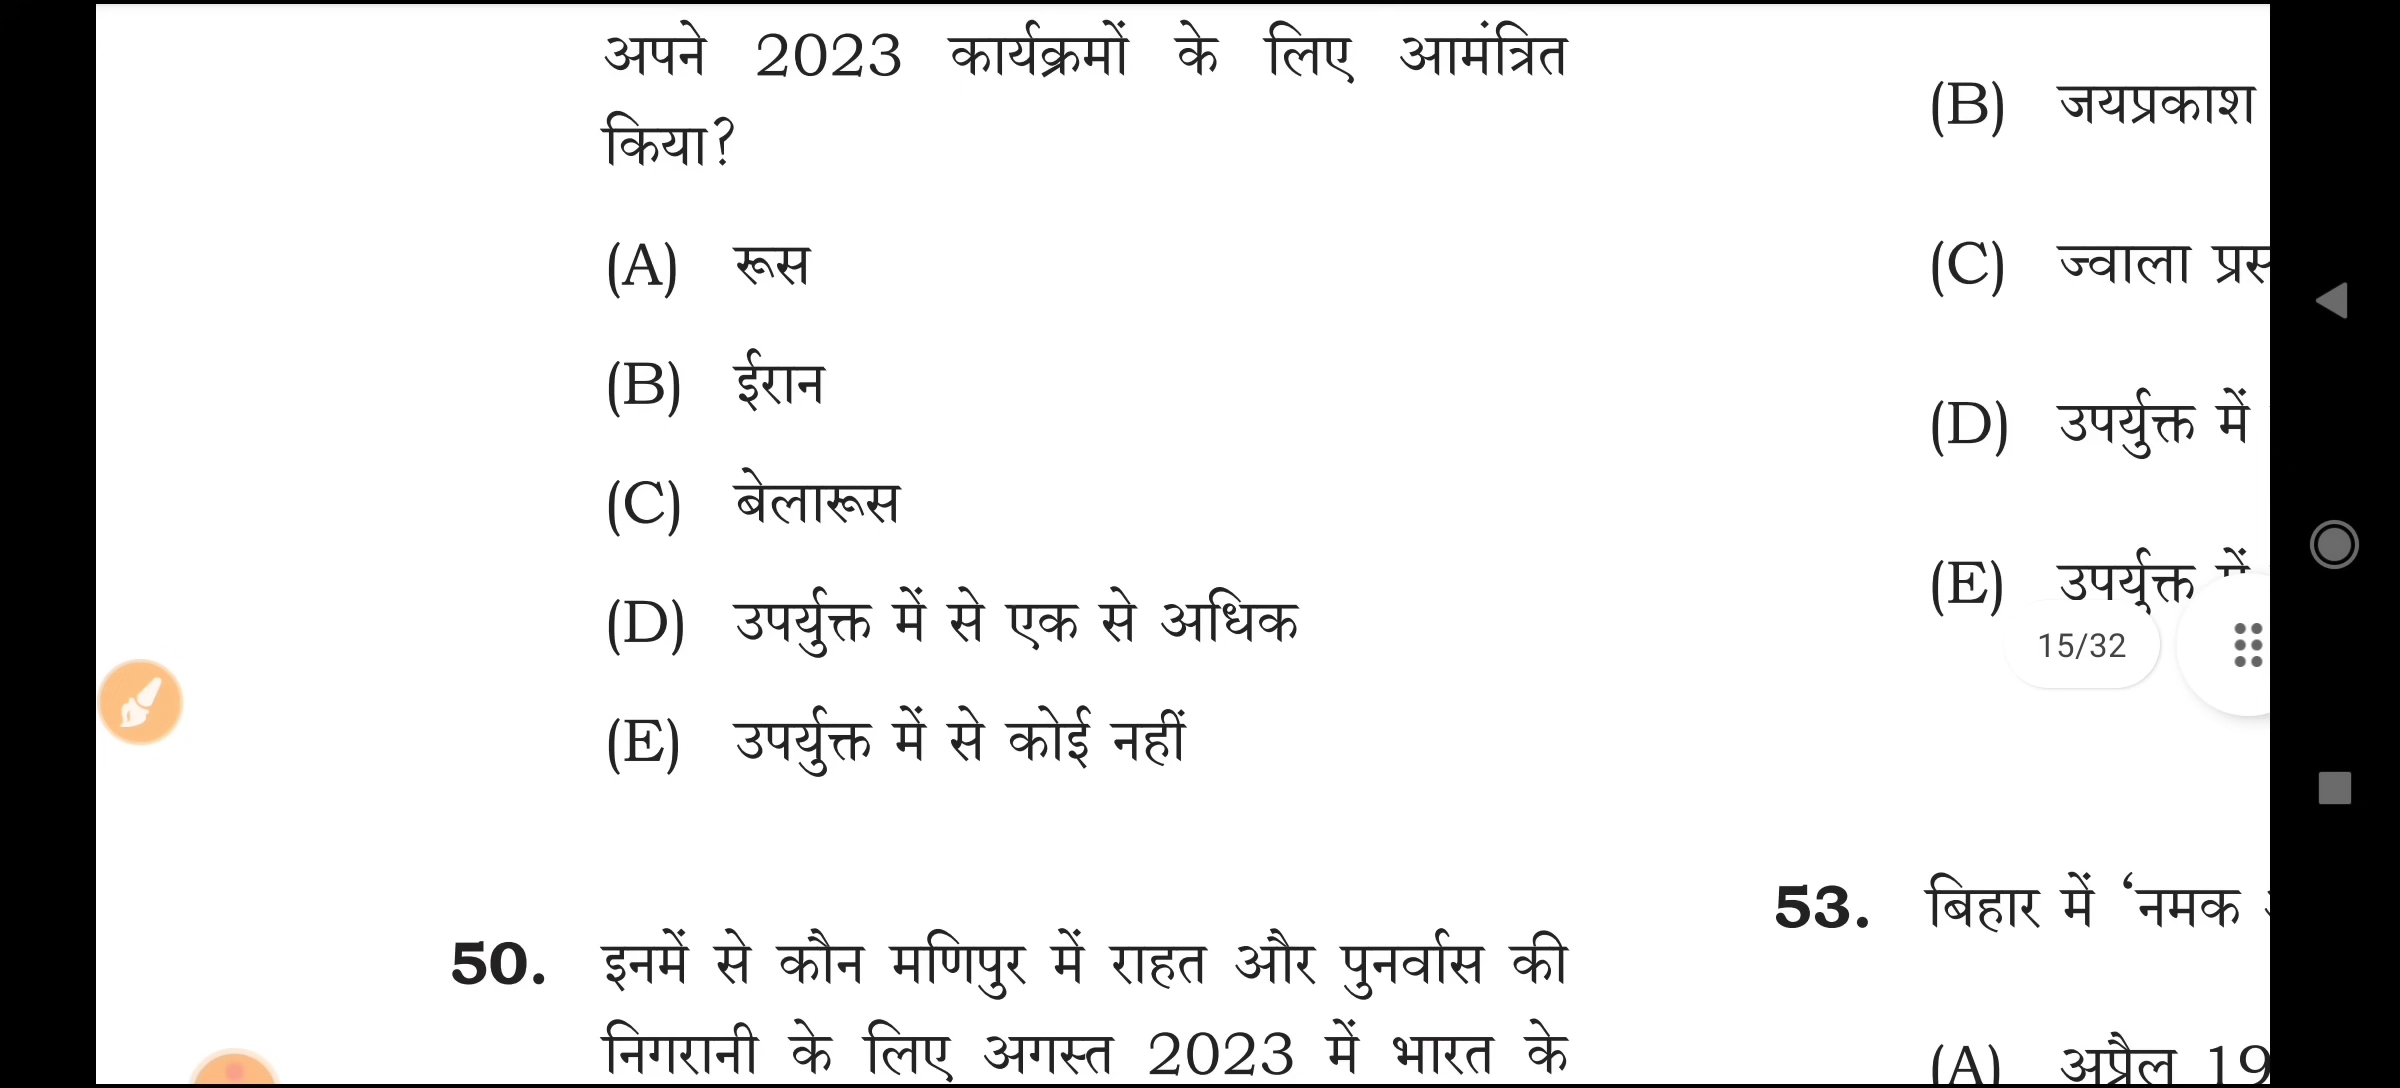 अपने 2023 कार्यक्रमों के लिए आमंत्रित
किया?
(A) रूस
(B) ईरान
(C) बेलारूस
(D) उपर्युक्त में से एक से अधिक
(E) उपर्युक्त में से कोई नहीं
50. इनमें से कौन मणिपुर में राहत और पुनर्वास की
निगरानी के लिए अगस्त 2023 में भारत के
(B) जयप्रकाश
(C) ज्वाला
(D) उपर्युक्त में
(E) उपर्युक्त में
15/32
53. बिहार में ‘नमक
(A) अप्रैल 19